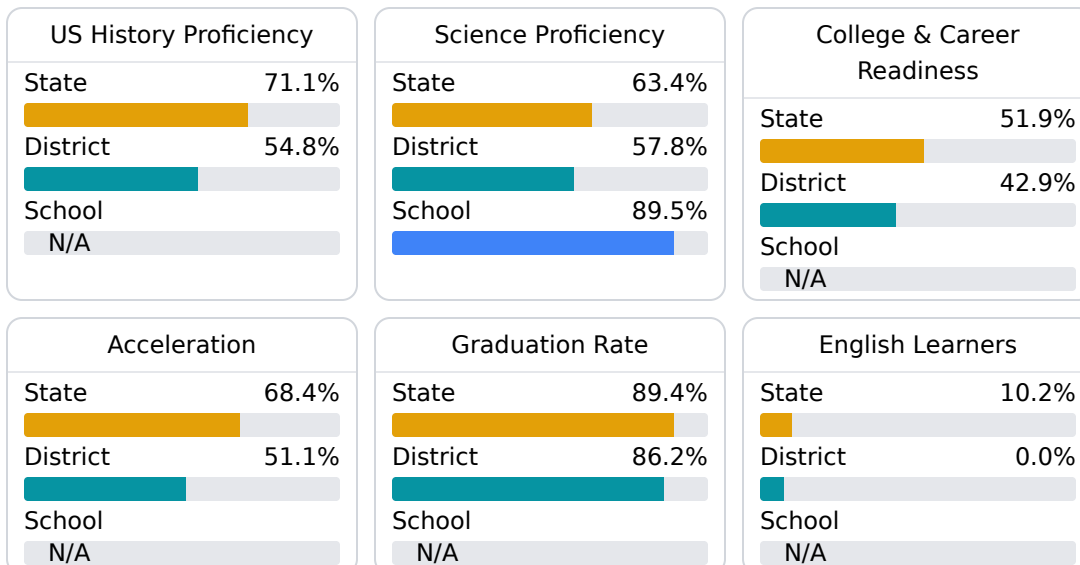 US History Proficiency
State 71.1%
District 54.8%
School
N/A
Science Proficiency
State 63.4%
District 57.8%
School 89.5%
College & Career
Readiness
State 51.9%
District 42.9%
School
N/A
Acceleration
State 68.4%
District 51.1%
School
N/A
Graduation Rate
State 89.4%
District 86.2%
School
N/A
English Learners
State 10.2%
District 0.0%
School
N/A